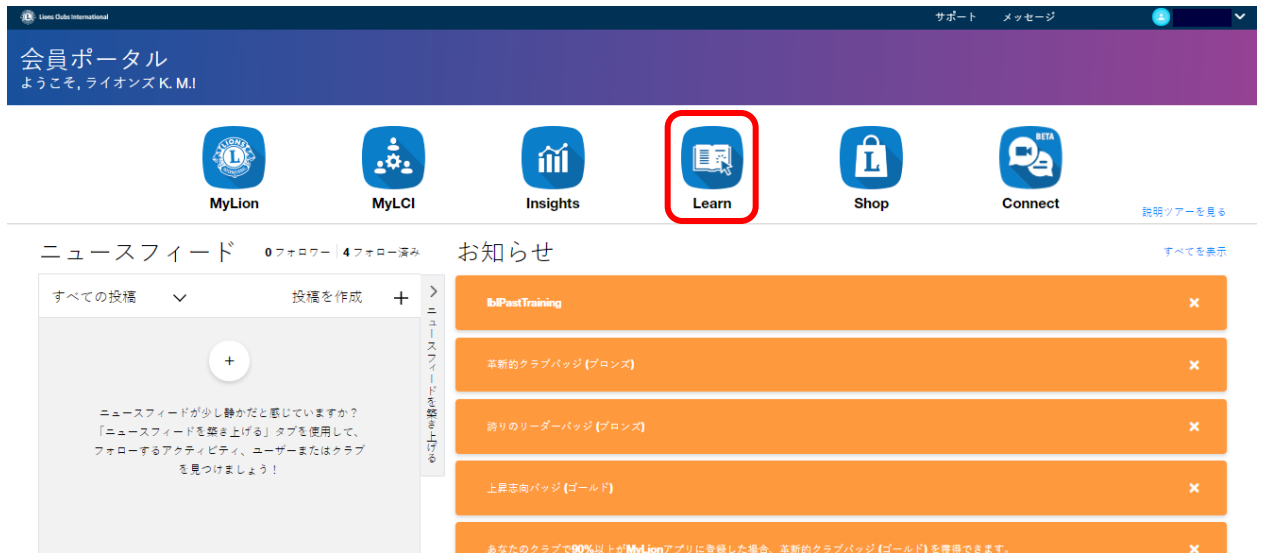 Lions Clubs International
サポート メッセージ
会員ポータル
ようこそ, ライオンズ K. M.!
BETA
MyLion MyLCI Insights Learn Shop Connect
説明ツアーを見る
ニュースフィード 0 フォロワー | 4 フォロー済み
お知らせ
すべてを表示
すべての投稿 投稿を作成 +
ニュースフィードを築き上げる
+
ニュースフィードが少し静かだと感じていますか？
「ニュースフィードを築き上げる」タブを使用して、
フォローするアクティビティ、ユーザーまたはクラブ
を見つけましょう！
lblPastTraining
革新的クラブバッジ (ブロンズ)
誇りのリーダーバッジ (ブロンズ)
上昇志向バッジ (ゴールド)
あなたのクラブで90%以上がMyLionアプリに登録した場合、革新的クラブバッジ (ゴールド) を獲得できます。